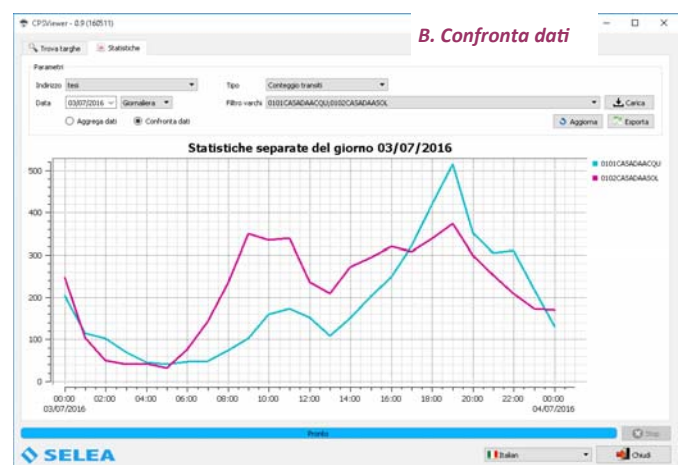 CPSViewer - 0.9 (160511)
B. Confronta dati
Trova targhe Statistiche
Parametri
Indirizzo test Tipo Conteggio transiti
Data 03/07/2016 Giornaliera Filtro varchi 0101CASADAACQU;0102CASADAASOL Carica
Aggrega dati Confronta dati Aggiorna Esporta
Statistiche separate del giorno 03/07/2016
0101CASADAACQU
0102CASADAASOL
500
400
300
200
100
0
00:00 02:00 04:00 06:00 08:00 10:00 12:00 14:00 16:00 18:00 20:00 22:00 00:00
03/07/2016 04/07/2016
Pronto Stop
SELEA Italian Chiudi